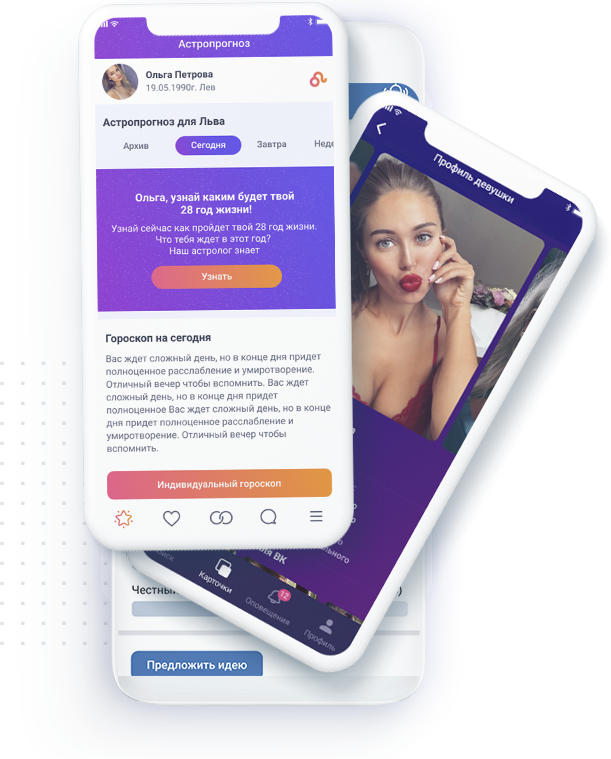 Астропрогноз
Ольга Петрова
19.05.1990г. Лев
Астропрогноз для Льва
Архив
Сегодня
Завтра
Неде
Ольга, узнай каким будет твой
28 год жизни!
Узнай сейчас как пройдет твой 28 год жизни.
Что тебя ждет в этот год?
Наш астролог знает
Узнать
Гороскоп на сегодня
Вас ждет сложный день, но в конце дня придет
полноценное расслабление и умиротворение.
Отличный вечер чтобы вспомнить. Вас ждет
сложный день, но в конце дня придет
полноценное Вас ждет сложный день, но в конце
дня придет полноценное расслабление и
умиротворение. Отличный вечер чтобы
вспомнить.
Индивидуальный гороскоп
Профиль девушки
ВК
Карточки
12
Оповещения
Профиль
Честны
Предложить идею